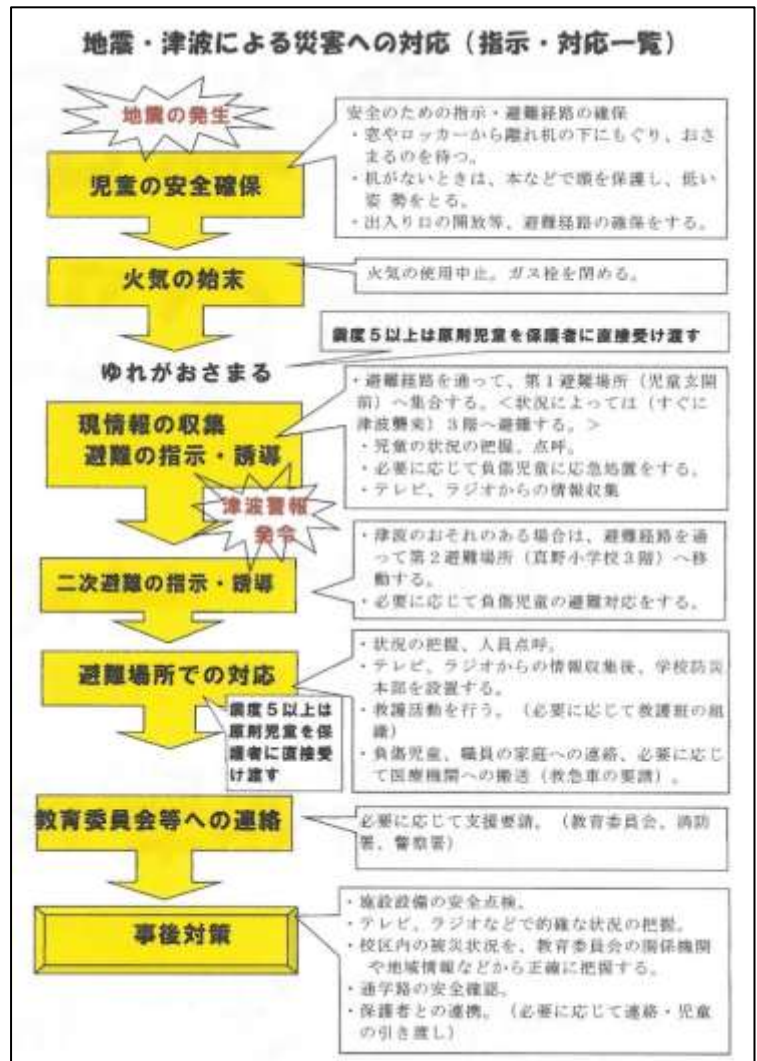 地震・津波による災害への対応（指示・対応一覧）
地震の発生
児童の安全確保
安全のための指示・避難経路の確保
・窓やロッカーから離れ机の下にもぐり、おさ
まるのを待つ。
・机がないときは、本などで頭を保護し、低い
姿 勢をとる。
・出入り口の開放等、避難経路の確保をする。
火気の始末
火気の使用中止。ガス栓を閉める。
震度５以上は原則児童を保護者に直接受け渡す
ゆれがおさまる
現情報の収集
避難の指示・誘導
・避難経路を通って、第１避難場所（児童玄関
前）へ集合する。＜状況によっては（すぐに
津波襲来）３階へ避難する。＞
・児童の状況の把握、点呼。
・必要に応じて負傷児童に応急処置をする。
・テレビ、ラジオからの情報収集
津波警報
発令
二次避難の指示・誘導
・津波のおそれのある場合は、避難経路を通
って第２避難場所（真野小学校３階）へ移
動する。
・必要に応じて負傷児童の避難対応をする。
避難場所での対応
・状況の把握、人員点呼。
・テレビ、ラジオからの情報収集後、学校防災
本部を設置する。
・救護活動を行う。（必要に応じて救護班の組
織）
・負傷児童、職員の家庭への連絡、必要に応じ
て医療機関への搬送（救急車の要請）。
震度５以上は
原則児童を保
護者に直接受
け渡す
教育委員会等への連絡
必要に応じて支援要請。（教育委員会、消防
署、警察署）
事後対策
・施設設備の安全点検。
・テレビ、ラジオなどで的確な状況の把握。
・校区内の被災状況を、教育委員会の関係機関
や地域情報などから正確に把握する。
・通学路の安全確認。
・保護者との連携。（必要に応じて連絡・児童
の引き渡し）